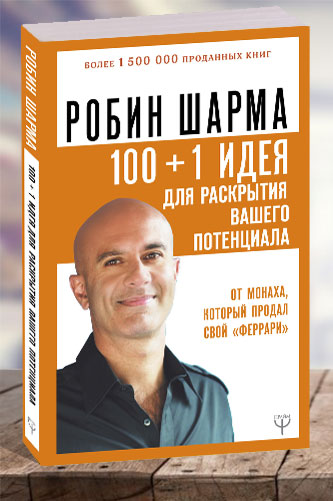 БОЛЕЕ 1 500 000 ПРОДАННЫХ КНИГ
РОБИН ШАРМА
100 + 1 ИДЕЯ
ДЛЯ РАСКРЫТИЯ
ВАШЕГО
ПОТЕНЦИАЛА
ОТ МОНАХА,
КОТОРЫЙ ПРОДАЛ
СВОЙ «ФЕРРАРИ»
ПРАЙМ
РОБИН ШАРМА
100 + 1 ИДЕЯ ДЛЯ РАСКРЫТИЯ ВАШЕГО ПОТЕНЦИАЛА